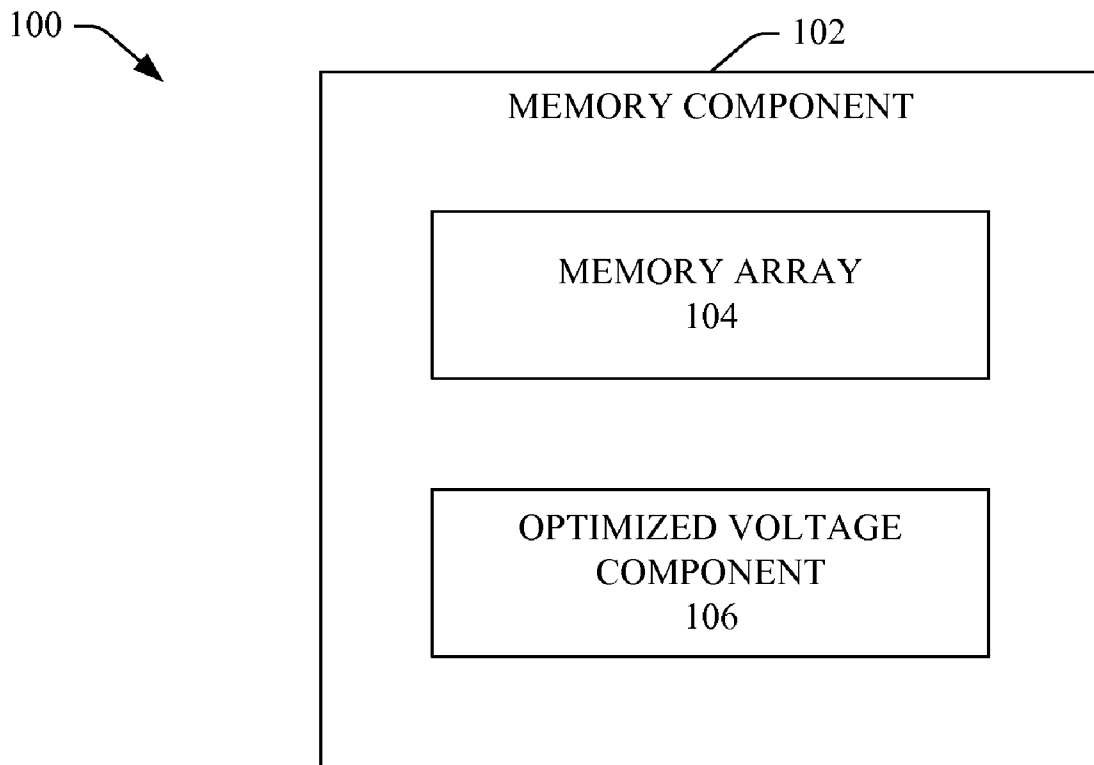 100
102
MEMORY COMPONENT
MEMORY ARRAY
104
OPTIMIZED VOLTAGE
COMPONENT
106